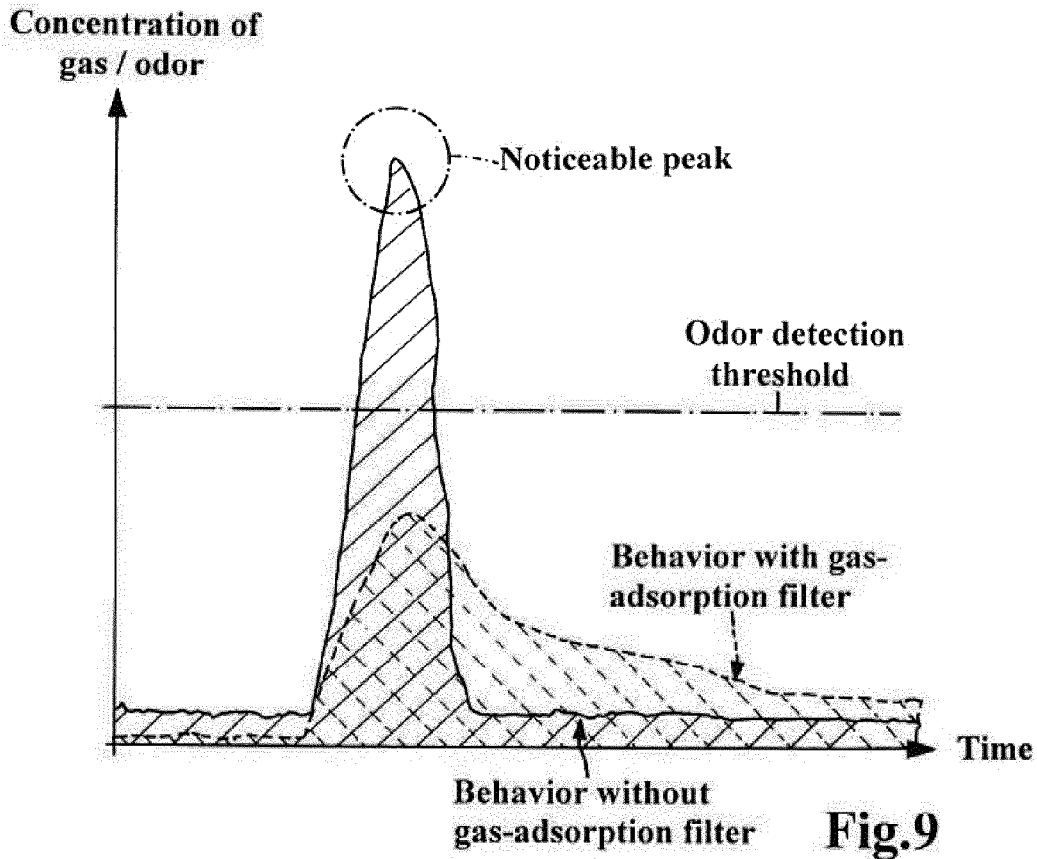 Concentration of
gas / odor
Noticeable peak
Odor detection
threshold
Behavior with gas-
adsorption filter
Time
Behavior without
gas-adsorption filter
Fig.9